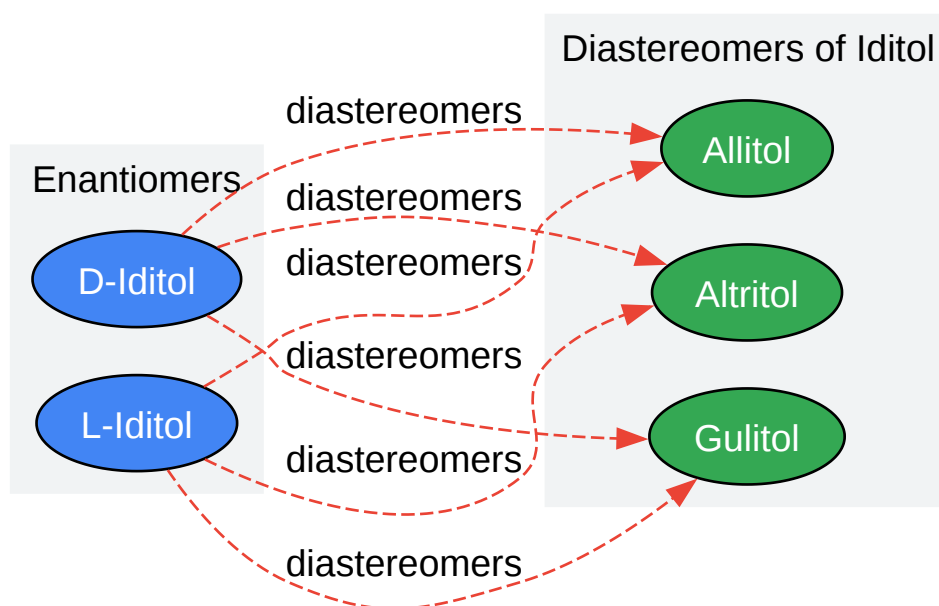 Diastereomers of Iditol
diastereomers
Allitol
Enantiomers
diastereomers
diastereomers
D-Iditol
Altritol
diastereomers
L-Iditol
Gulitol
diastereomers
diastereomers